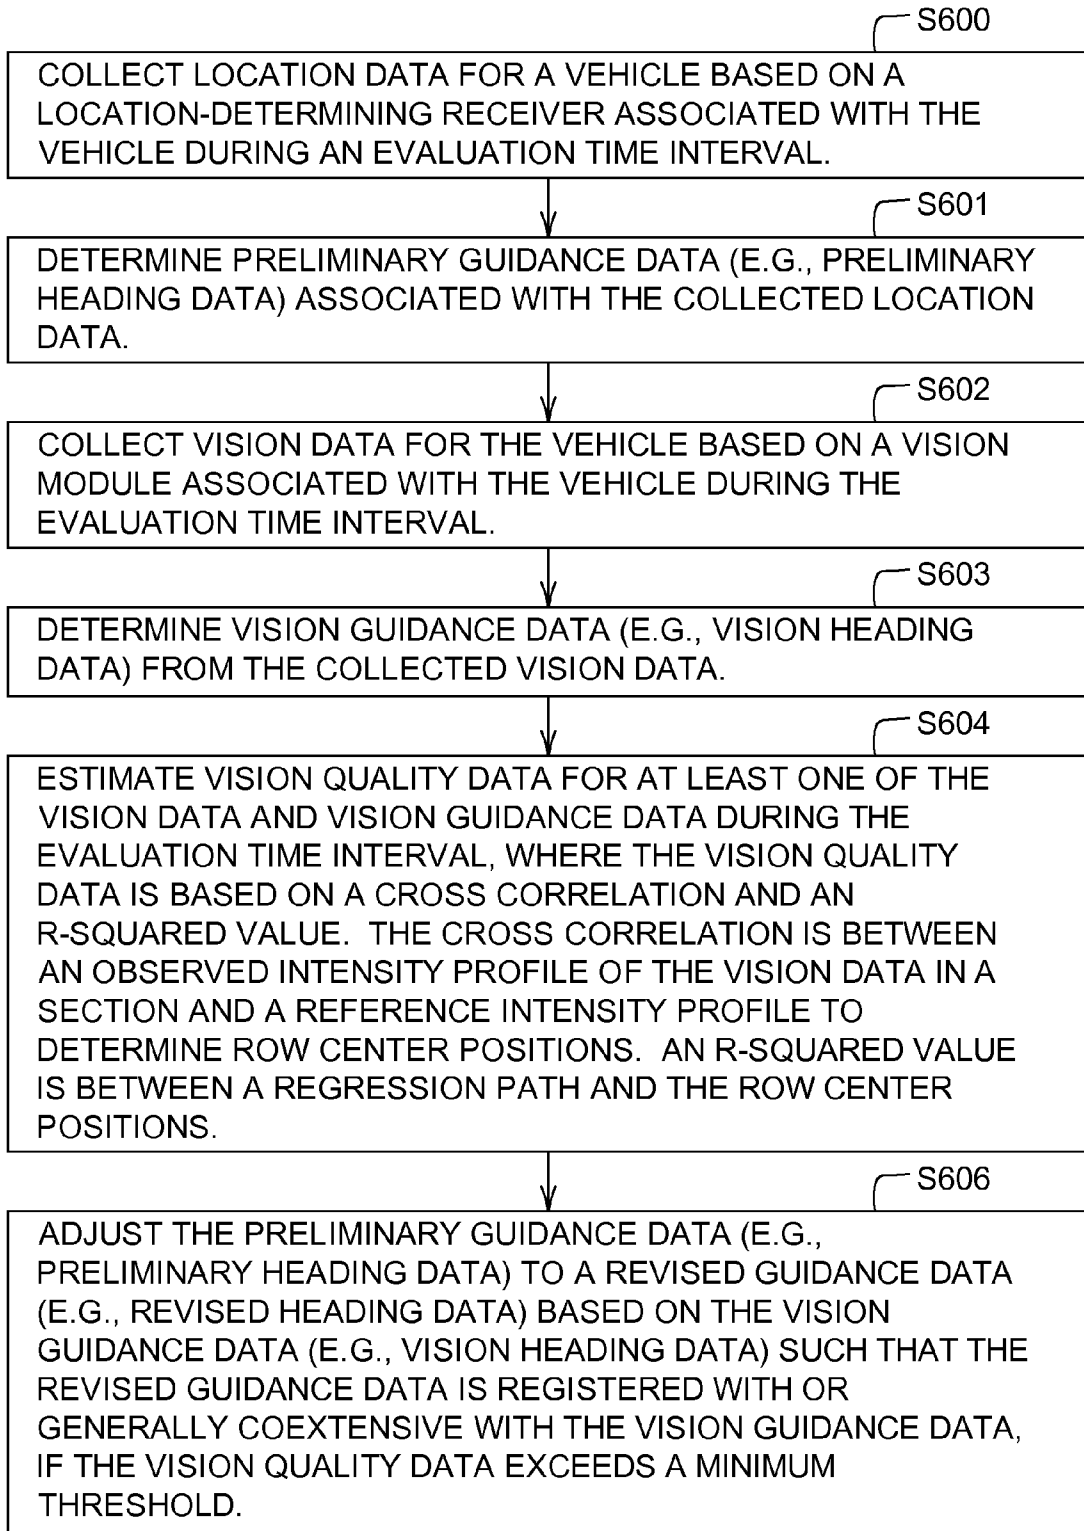 S600
COLLECT LOCATION DATA FOR A VEHICLE BASED ON A
LOCATION-DETERMINING RECEIVER ASSOCIATED WITH THE
VEHICLE DURING AN EVALUATION TIME INTERVAL.
S601
DETERMINE PRELIMINARY GUIDANCE DATA (E.G., PRELIMINARY
HEADING DATA) ASSOCIATED WITH THE COLLECTED LOCATION
DATA.
S602
COLLECT VISION DATA FOR THE VEHICLE BASED ON A VISION
MODULE ASSOCIATED WITH THE VEHICLE DURING THE
EVALUATION TIME INTERVAL.
S603
DETERMINE VISION GUIDANCE DATA (E.G., VISION HEADING
DATA) FROM THE COLLECTED VISION DATA.
S604
ESTIMATE VISION QUALITY DATA FOR AT LEAST ONE OF THE
VISION DATA AND VISION GUIDANCE DATA DURING THE
EVALUATION TIME INTERVAL, WHERE THE VISION QUALITY
DATA IS BASED ON A CROSS CORRELATION AND AN
R-SQUARED VALUE. THE CROSS CORRELATION IS BETWEEN
AN OBSERVED INTENSITY PROFILE OF THE VISION DATA IN A
SECTION AND A REFERENCE INTENSITY PROFILE TO
DETERMINE ROW CENTER POSITIONS. AN R-SQUARED VALUE
IS BETWEEN A REGRESSION PATH AND THE ROW CENTER
POSITIONS.
S606
ADJUST THE PRELIMINARY GUIDANCE DATA (E.G.,
PRELIMINARY HEADING DATA) TO A REVISED GUIDANCE DATA
(E.G., REVISED HEADING DATA) BASED ON THE VISION
GUIDANCE DATA (E.G., VISION HEADING DATA) SUCH THAT THE
REVISED GUIDANCE DATA IS REGISTERED WITH OR
GENERALLY COEXTENSIVE WITH THE VISION GUIDANCE DATA,
IF THE VISION QUALITY DATA EXCEEDS A MINIMUM
THRESHOLD.